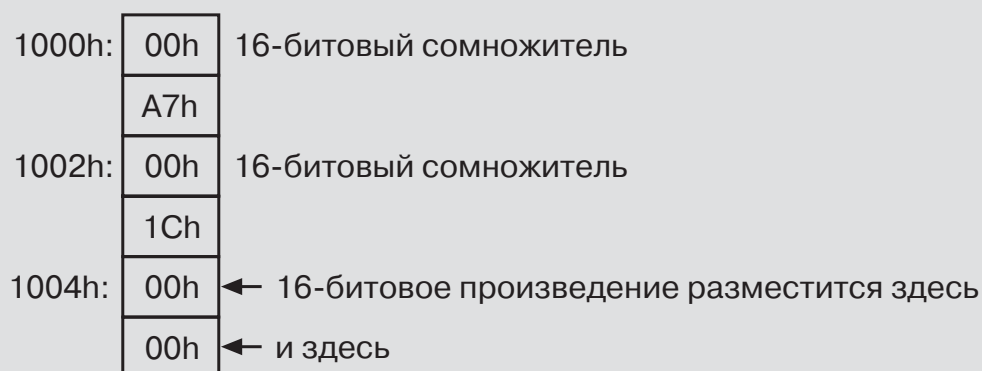 1000h: 00h 16-битовый сомножитель
A7h
1002h: 00h 16-битовый сомножитель
1Ch
1004h: 00h ← 16-битовое произведение разместится здесь
00h ← и здесь